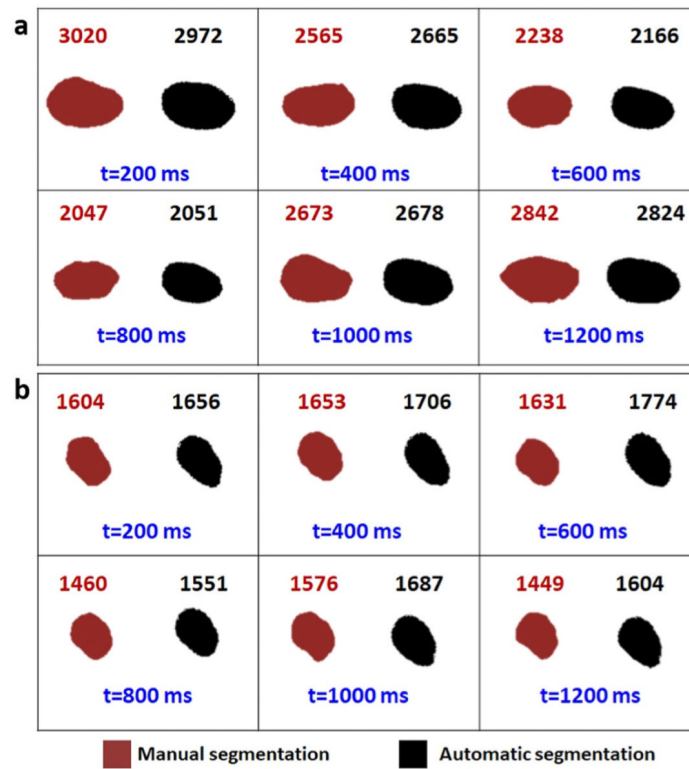 a
3020 2972 2565 2665 2238 2166
t=200 ms t=400 ms t=600 ms
2047 2051 2673 2678 2842 2824
t=800 ms t=1000 ms t=1200 ms
b
1604 1656 1653 1706 1631 1774
t=200 ms t=400 ms t=600 ms
1460 1551 1576 1687 1449 1604
t=800 ms t=1000 ms t=1200 ms
Manual segmentation Automatic segmentation